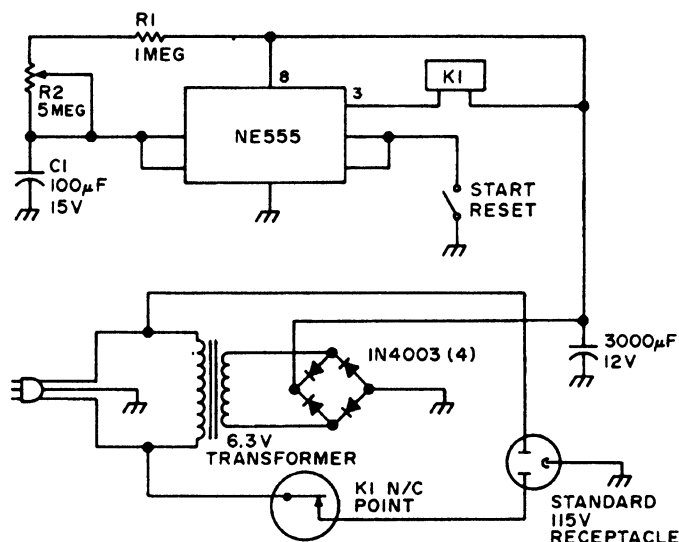 R1
1MEG
8
3
K1
R2
5MEG
NE555
C1
100µF
15V
START
RESET
IN4003 (4)
3000µF
12V
6.3V
TRANSFORMER
K1 N/C
POINT
STANDARD
115V
RECEPTACLE